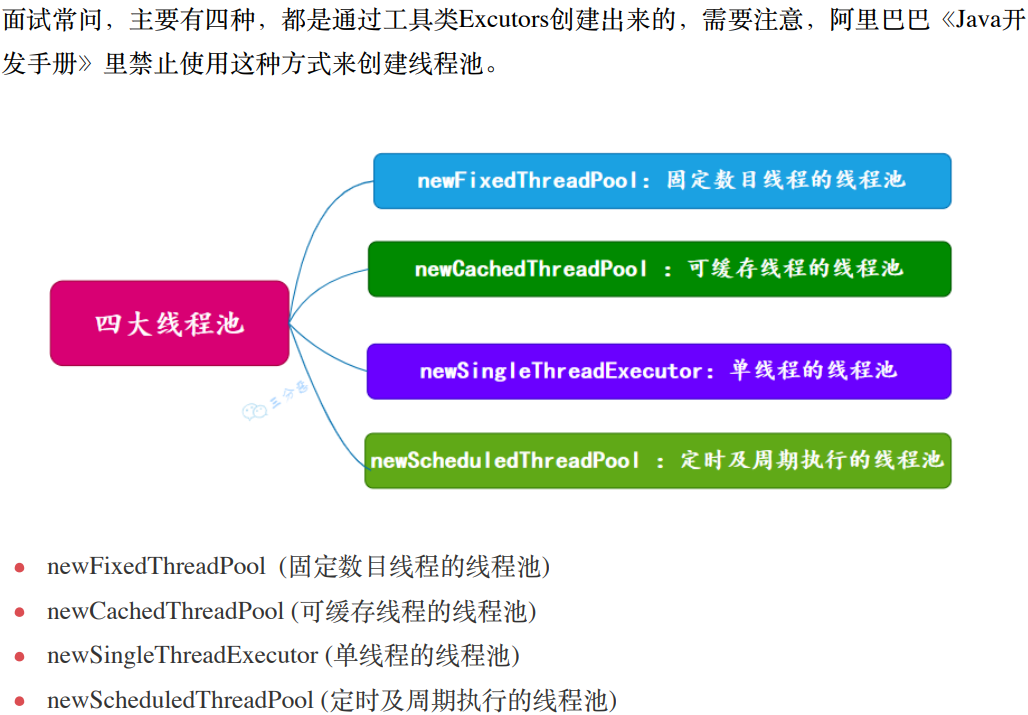 面试常问，主要有四种，都是通过工具类Excutors创建出来的，需要注意，阿里巴巴《Java开
发手册》里禁止使用这种方式来创建线程池。
newFixedThreadPool：固定数目线程的线程池
newCachedThreadPool ：可缓存线程的线程池
四大线程池
newSingleThreadExecutor：单线程的线程池
三分恶
newScheduledThreadPool ：定时及周期执行的线程池
newFixedThreadPool (固定数目线程的线程池)
newCachedThreadPool (可缓存线程的线程池)
newSingleThreadExecutor (单线程的线程池)
newScheduledThreadPool (定时及周期执行的线程池)